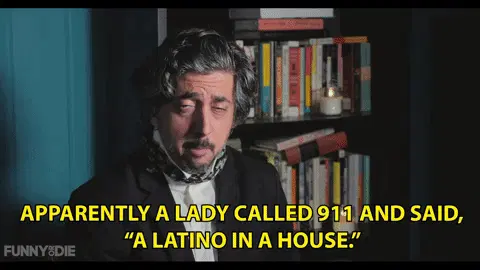 APPARENTLY A LADY CALLED 911 AND SAID,
“A LATINO IN A HOUSE.”
FUNNY OR DIE